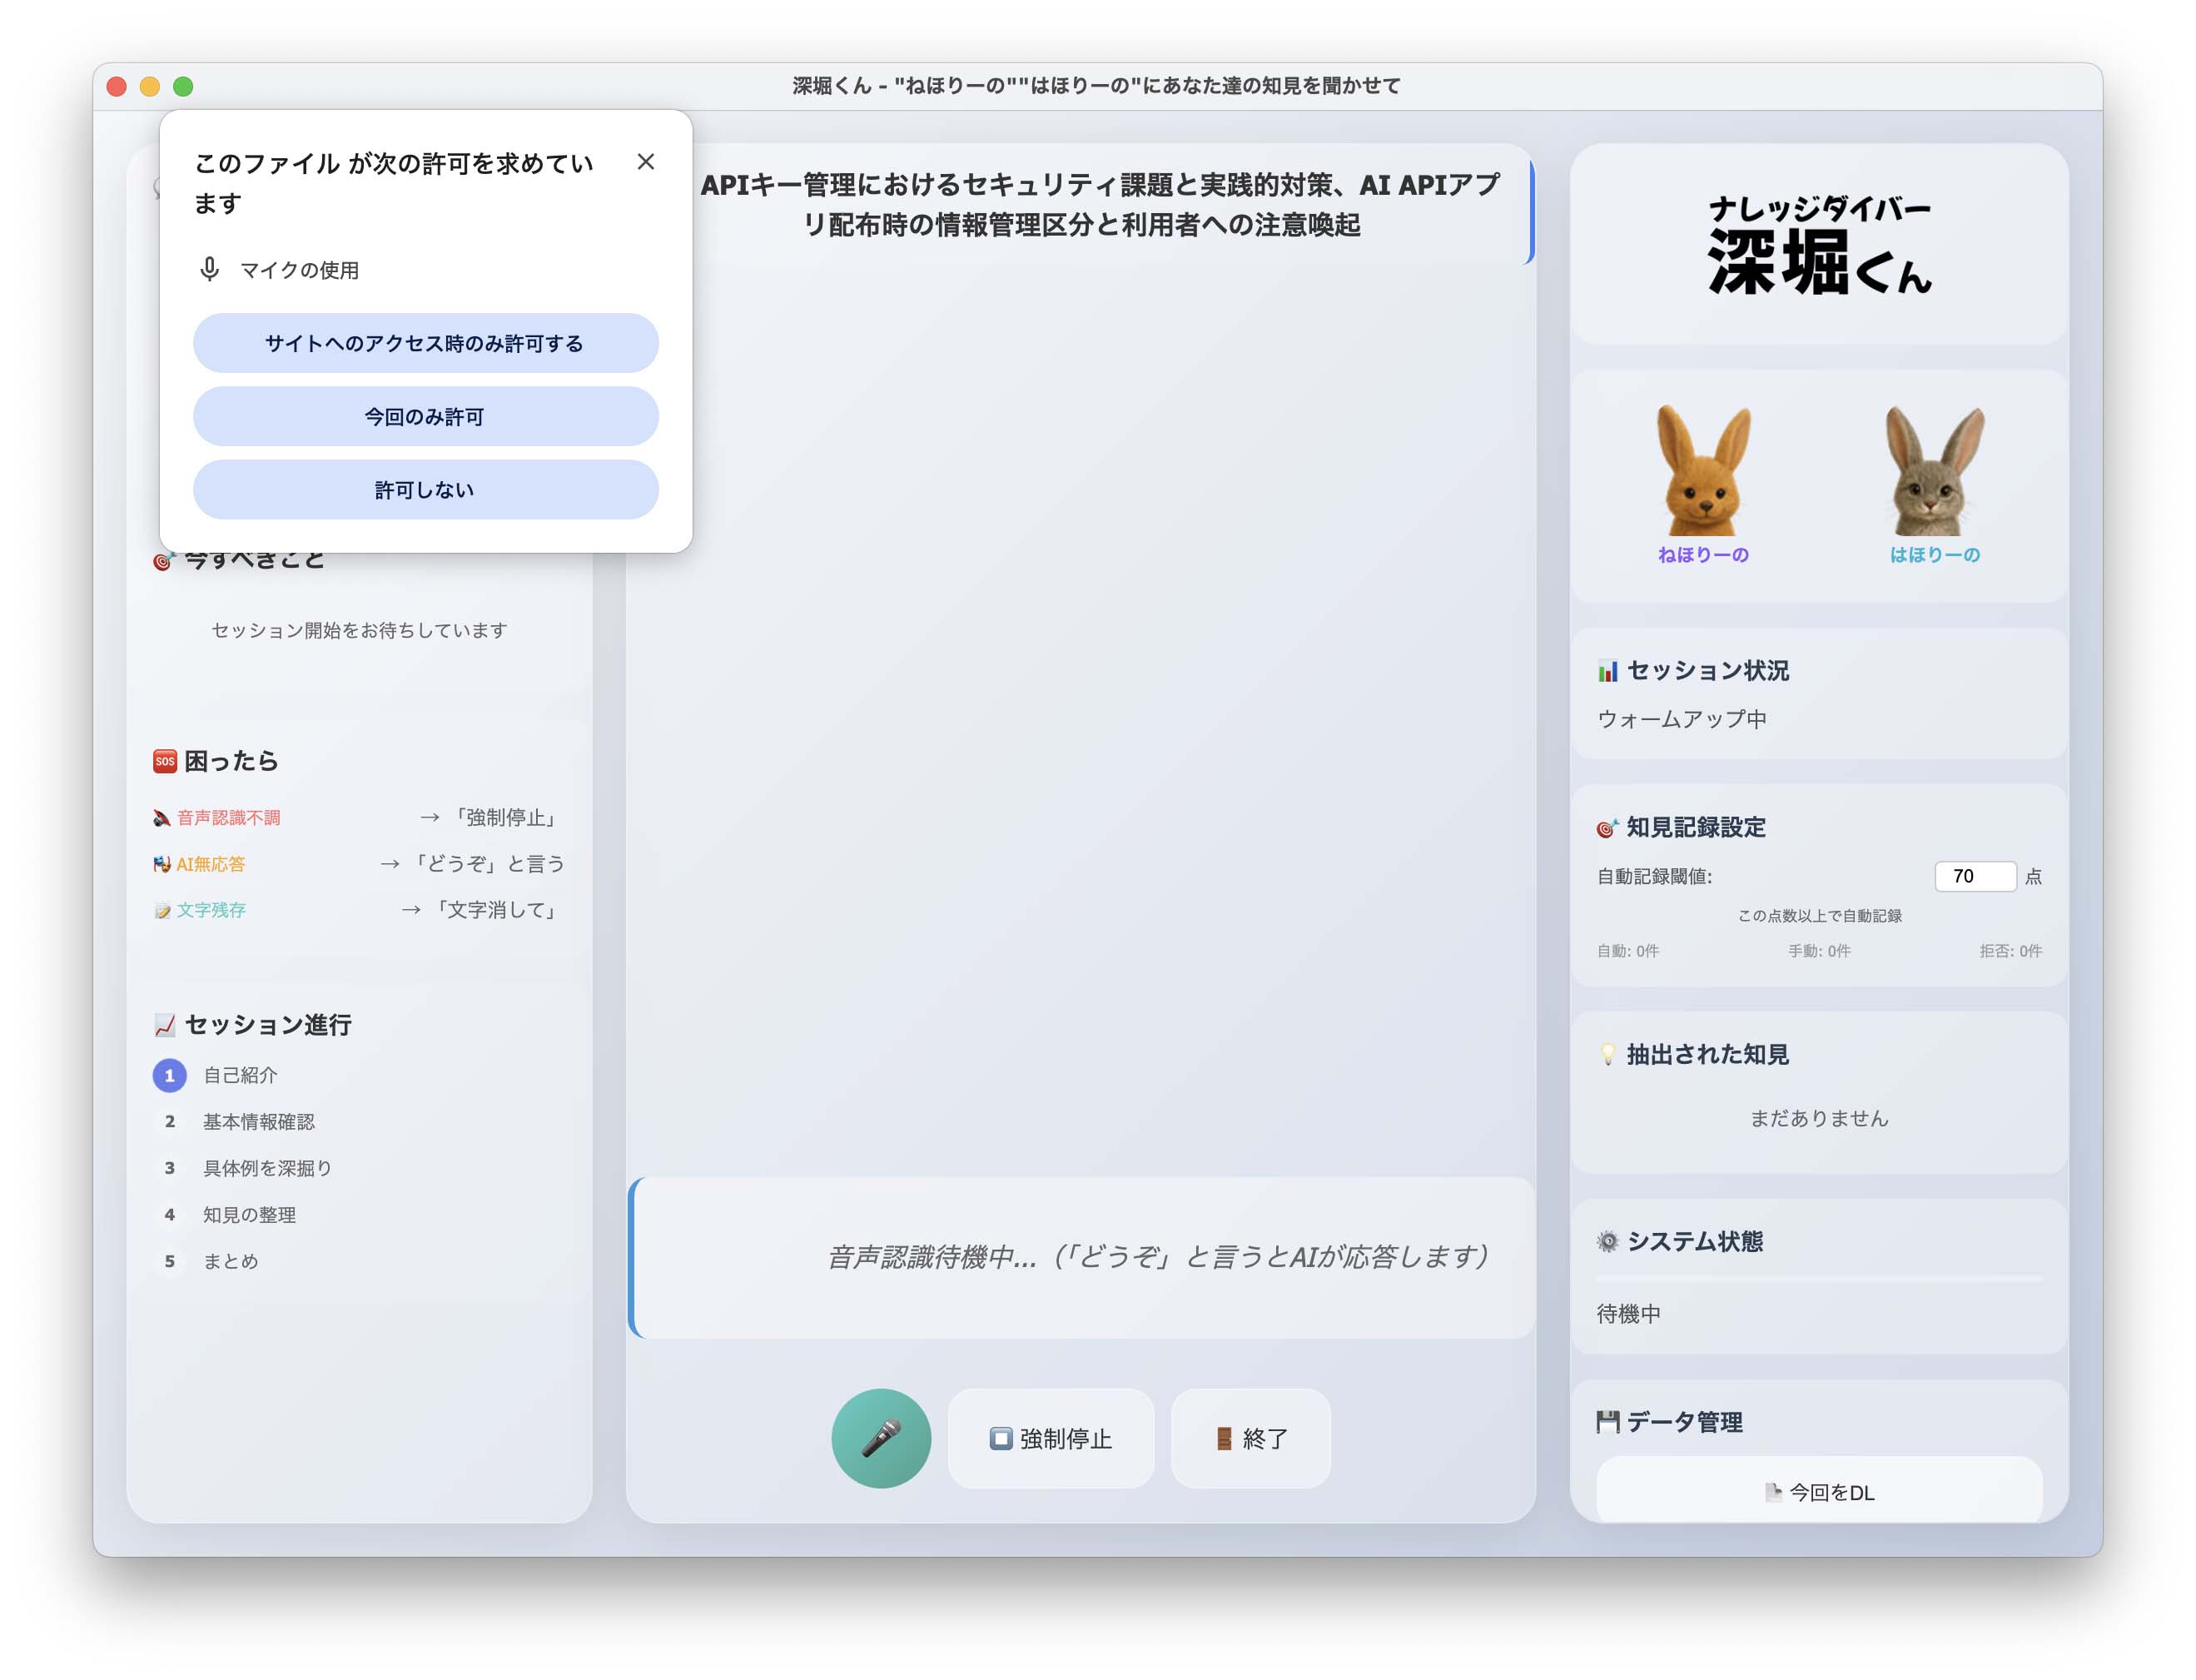 深堀くん - "ねほりーの""はほりーの"にあなた達の知見を聞かせて
このファイル が次の許可を求めてい
ます
マイクの使用
サイトへのアクセス時のみ許可する
今回のみ許可
許可しない
今すべきこと
セッション開始をお待ちしています
SOS 困ったら
音声認識不調 → 「強制停止」
AI無応答 → 「どうぞ」と言う
文字残存 → 「文字消して」
セッション進行
1 自己紹介
2 基本情報確認
3 具体例を深掘り
4 知見の整理
5 まとめ
APIキー管理におけるセキュリティ課題と実践的対策、AI APIアプ
リ配布時の情報管理区分と利用者への注意喚起
音声認識待機中...（「どうぞ」と言うとAIが応答します）
強制停止
終了
ナレッジダイバー
深堀くん
ねほりーの はほりーの
セッション状況
ウォームアップ中
知見記録設定
自動記録閾値: 70 点
この点数以上で自動記録
自動: 0件 手動: 0件 拒否: 0件
抽出された知見
まだありません
システム状態
待機中
データ管理
今回をDL